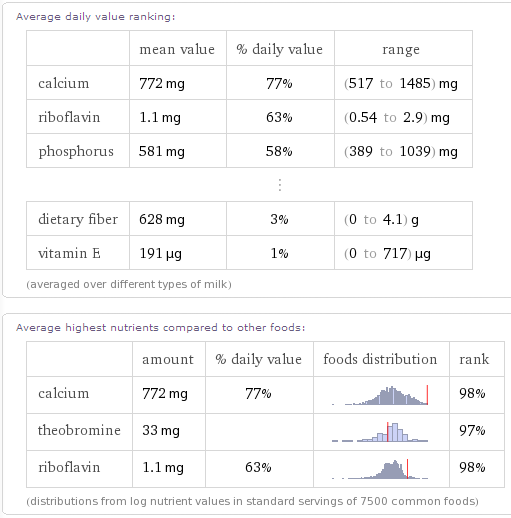 Average daily value ranking:
mean value % daily value range
calcium 772 mg 77% (517 to 1485) mg
riboflavin 1.1 mg 63% (0.54 to 2.9) mg
phosphorus 581 mg 58% (389 to 1039) mg
⋮
dietary fiber 628 mg 3% (0 to 4.1) g
vitamin E 191 µg 1% (0 to 717) µg
(averaged over different types of milk)
Average highest nutrients compared to other foods:
amount % daily value foods distribution rank
calcium 772 mg 77% 98%
theobromine 33 mg 97%
riboflavin 1.1 mg 63% 98%
(distributions from log nutrient values in standard servings of 7500 common foods)